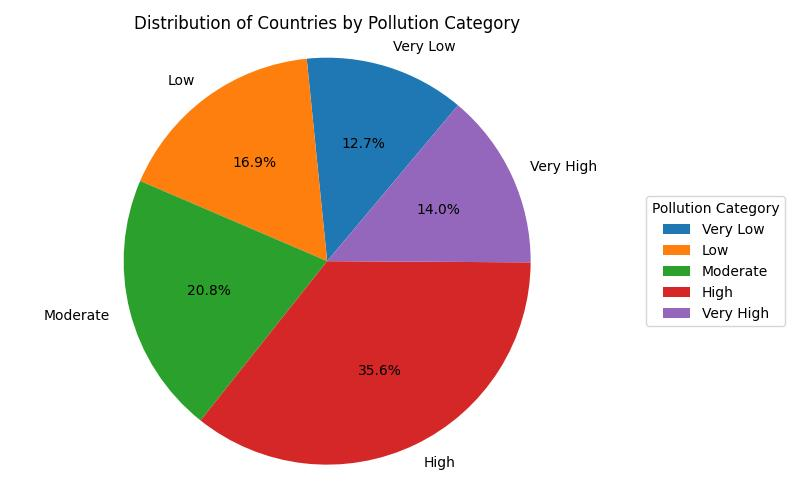 Distribution of Countries by Pollution Category
Very Low
Low
12.7%
16.9%
Very High
14.0%
Moderate
20.8%
35.6%
High
Pollution Category
Very Low
Low
Moderate
High
Very High